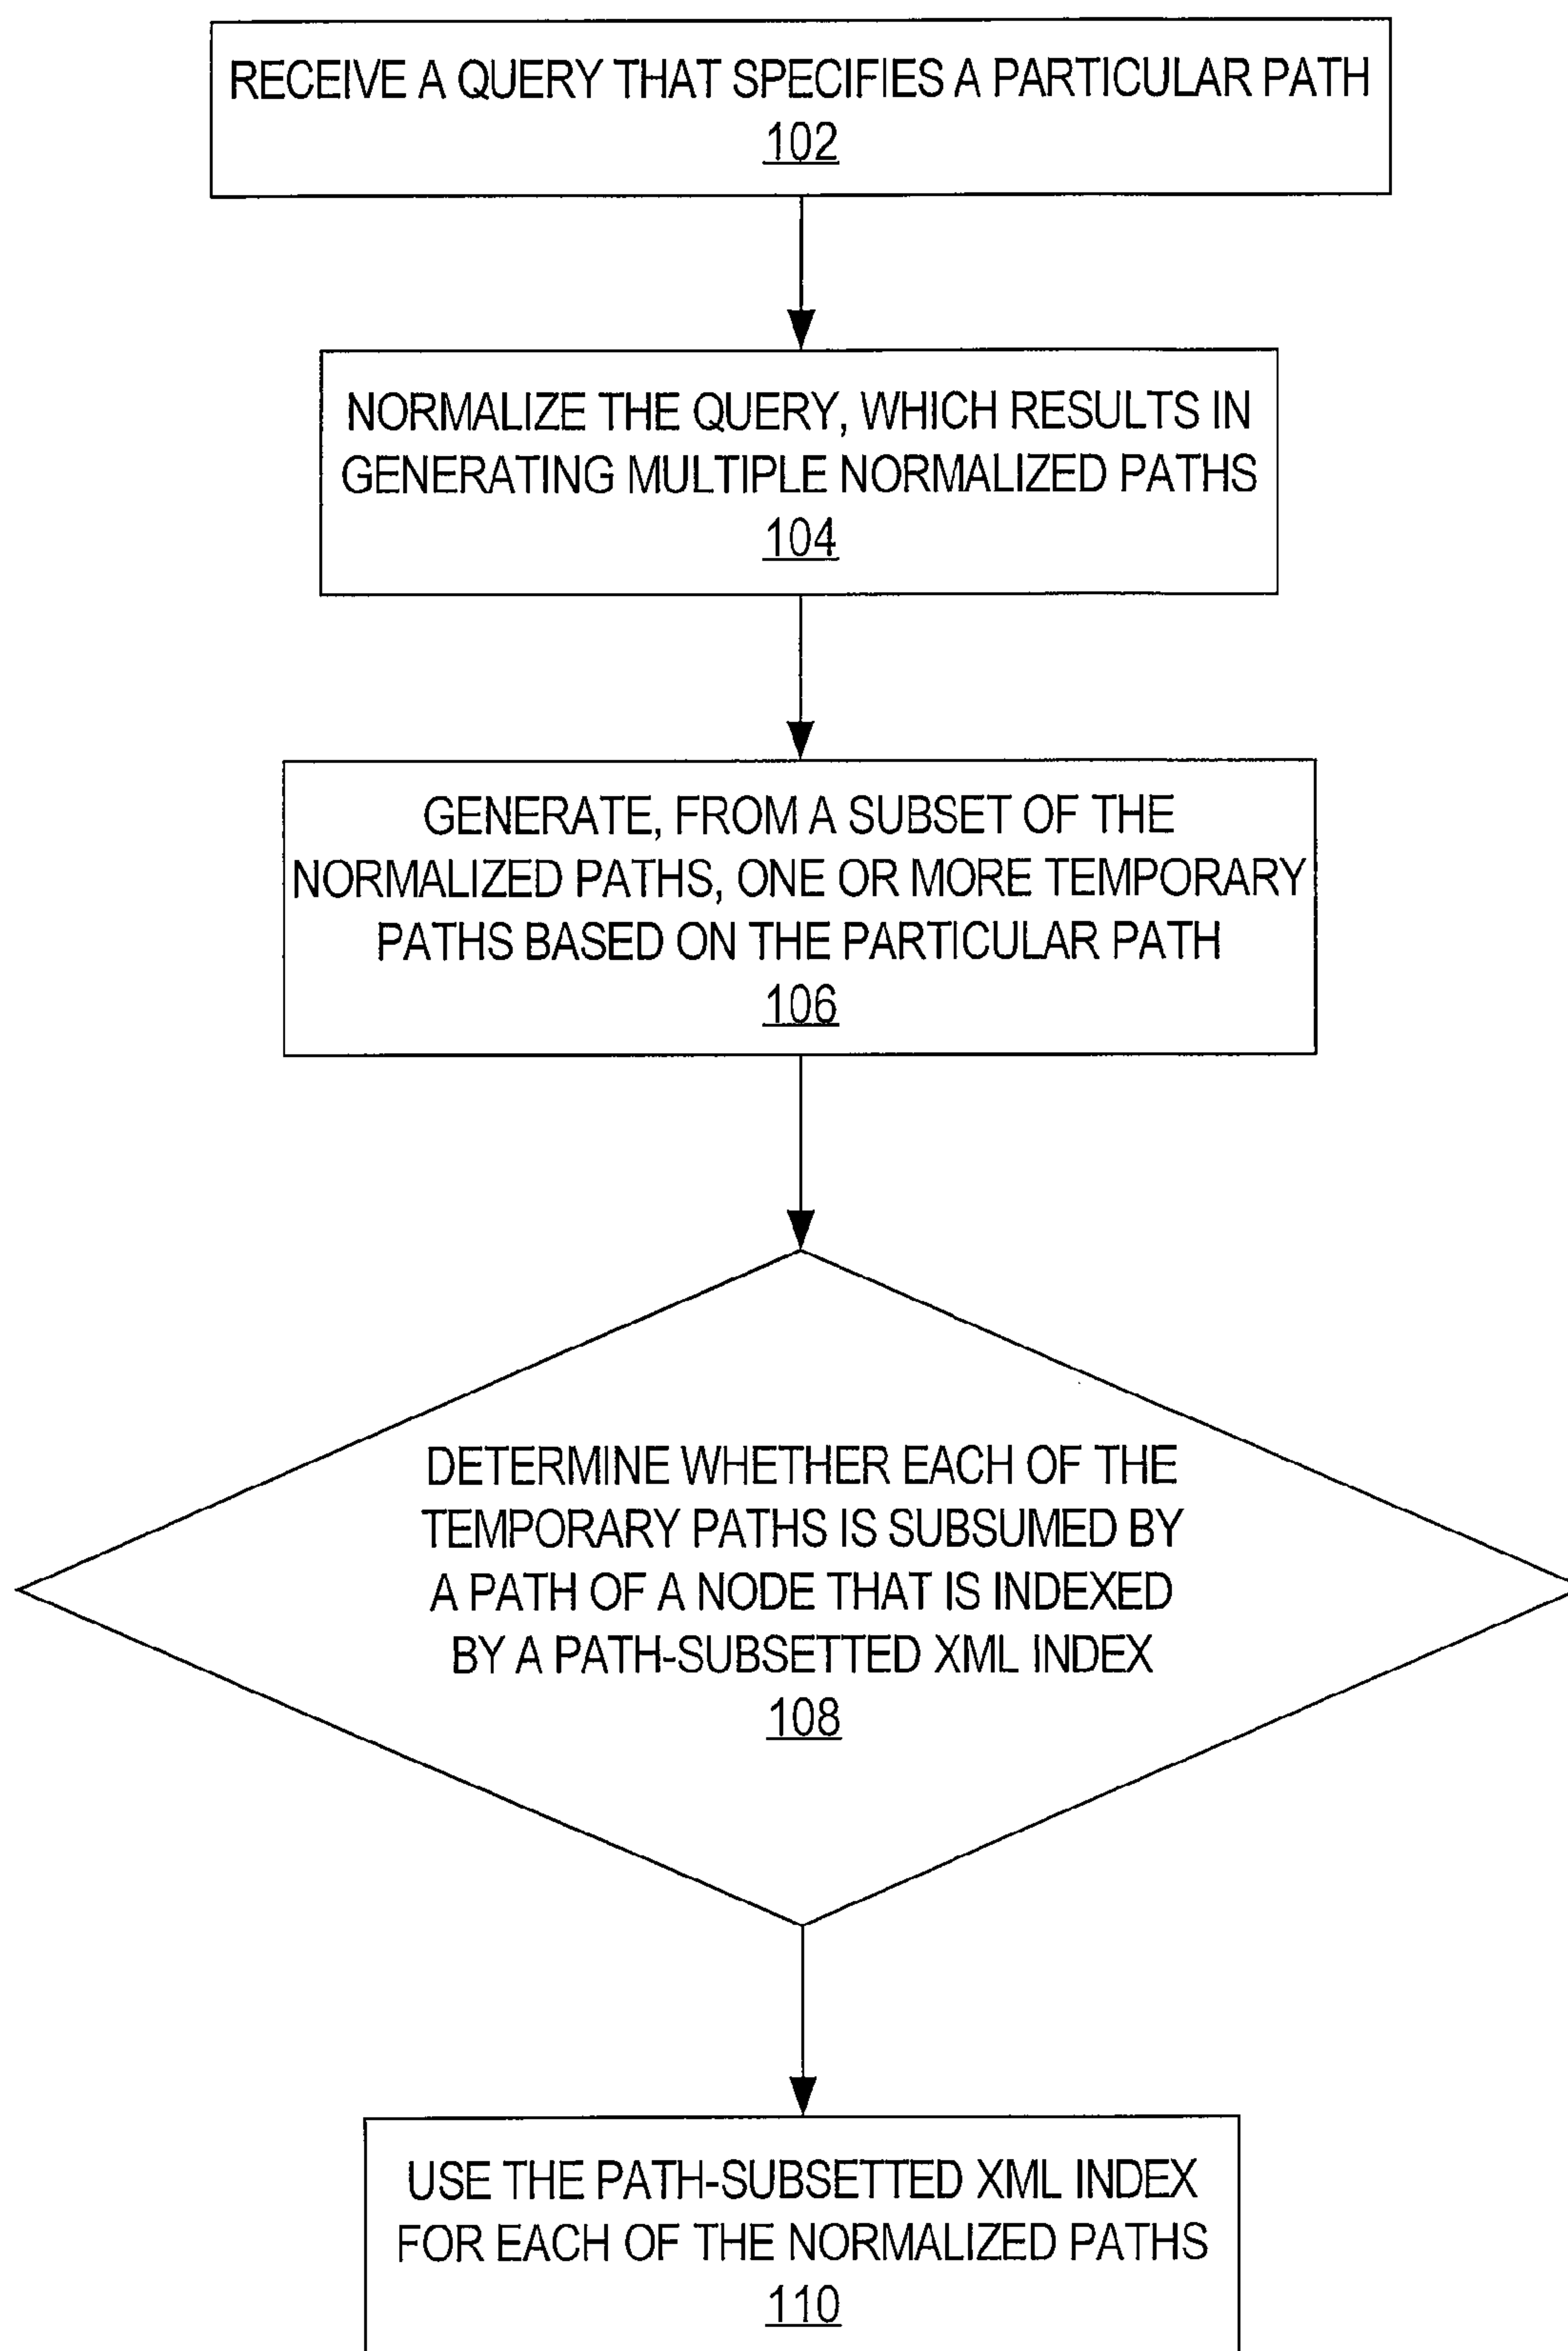 RECEIVE A QUERY THAT SPECIFIES A PARTICULAR PATH
102
NORMALIZE THE QUERY, WHICH RESULTS IN
GENERATING MULTIPLE NORMALIZED PATHS
104
GENERATE, FROM A SUBSET OF THE
NORMALIZED PATHS, ONE OR MORE TEMPORARY
PATHS BASED ON THE PARTICULAR PATH
106
DETERMINE WHETHER EACH OF THE
TEMPORARY PATHS IS SUBSUMED BY
A PATH OF A NODE THAT IS INDEXED
BY A PATH-SUBSETTED XML INDEX
108
USE THE PATH-SUBSETTED XML INDEX
FOR EACH OF THE NORMALIZED PATHS
110